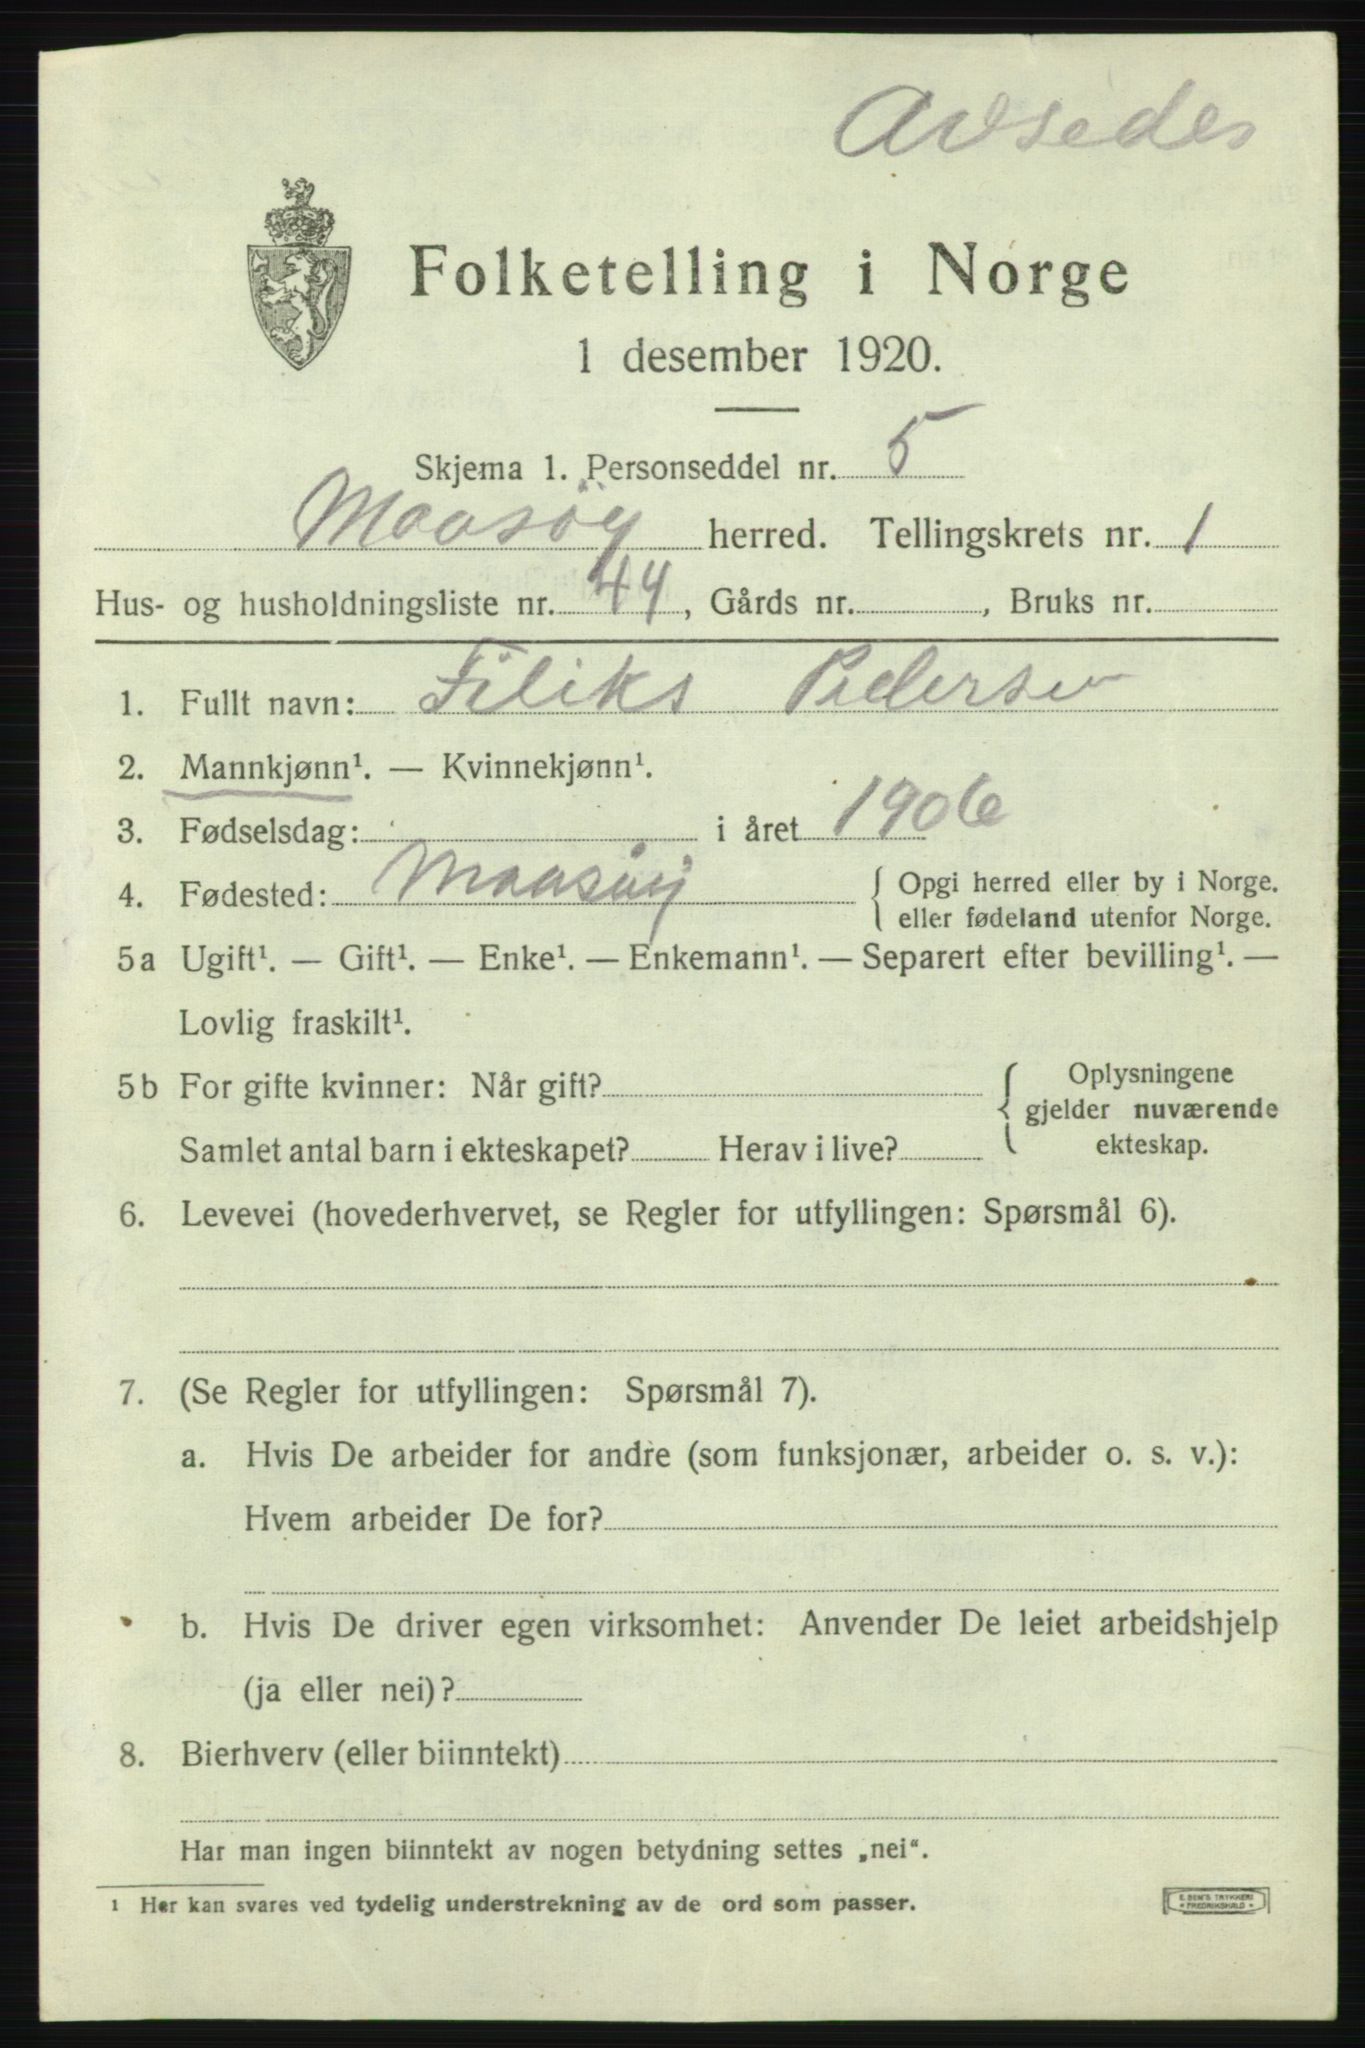 Avsedes
Folketelling i Norge
1 desember 1920.
Skjema 1. Personseddel nr. 5
Maasöy herred. Tellingskrets nr. 1
Hus- og husholdningsliste nr. 44, Gårds nr. , Bruks nr.
1. Fullt navn: Filiks Pedersen
2. Mannkjønn¹. — Kvinnekjønn¹.
3. Fødselsdag: i året 1906
4. Fødested: Maasöy { Opgi herred eller by i Norge.
eller fødeland utenfor Norge.
5a Ugift¹. — Gift¹. — Enke¹. — Enkemann¹. — Separert efter bevilling¹. —
Lovlig fraskilt¹.
5b For gifte kvinner: Når gift? { Oplysningene
gjelder nuværende
Samlet antal barn i ekteskapet? Herav i live? ekteskap.
6. Levevei (hovederhvervet, se Regler for utfyllingen: Spørsmål 6).
7. (Se Regler for utfyllingen: Spørsmål 7).
a. Hvis De arbeider for andre (som funksjonær, arbeider o. s. v.):
Hvem arbeider De for?
b. Hvis De driver egen virksomhet: Anvender De leiet arbeidshjelp
(ja eller nei)?
8. Bierhverv (eller biinntekt)
Har man ingen biinntekt av nogen betydning settes „nei“.
1 Her kan svares ved tydelig understrekning av de ord som passer.
E. SEM'S TRYKKERI
* FREDRIKSHALD *